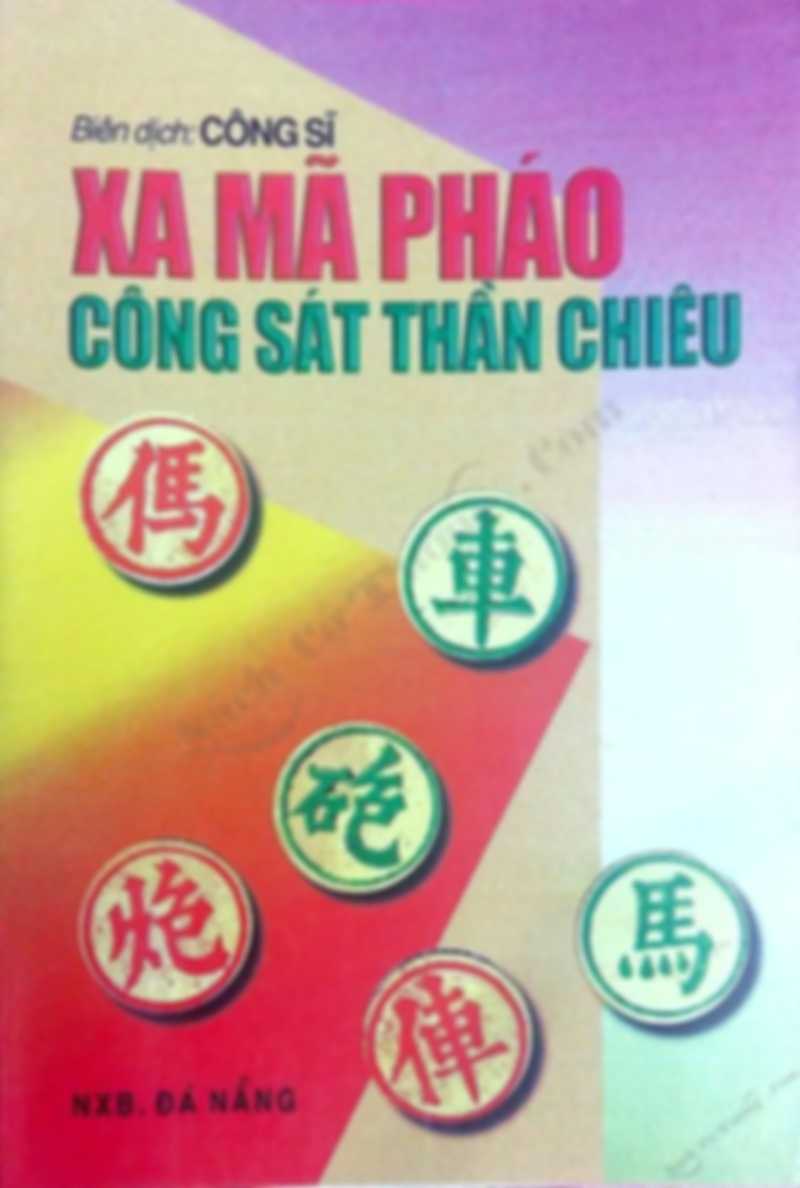 Biên dịch: CÔNG SĨ
XA MÃ PHÁO
CÔNG SÁT THẦN CHIÊU
傌
車
砲
炮
馬
俥
NXB. ĐÀ NẴNG